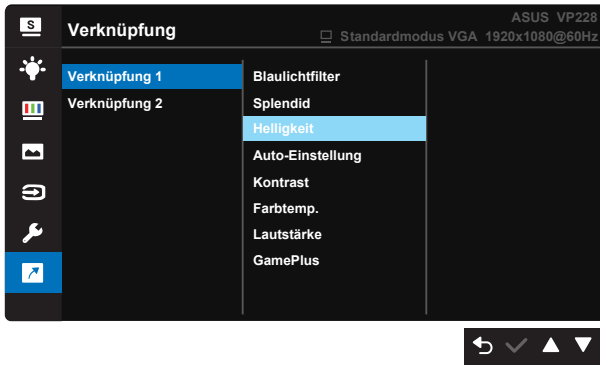 S
ASUS VP228
Verknüpfung
Standardmodus VGA 1920x1080@60Hz
Verknüpfung 1
Verknüpfung 2
Blaulichtfilter
Splendid
Helligkeit
Auto-Einstellung
Kontrast
Farbtemp.
Lautstärke
GamePlus